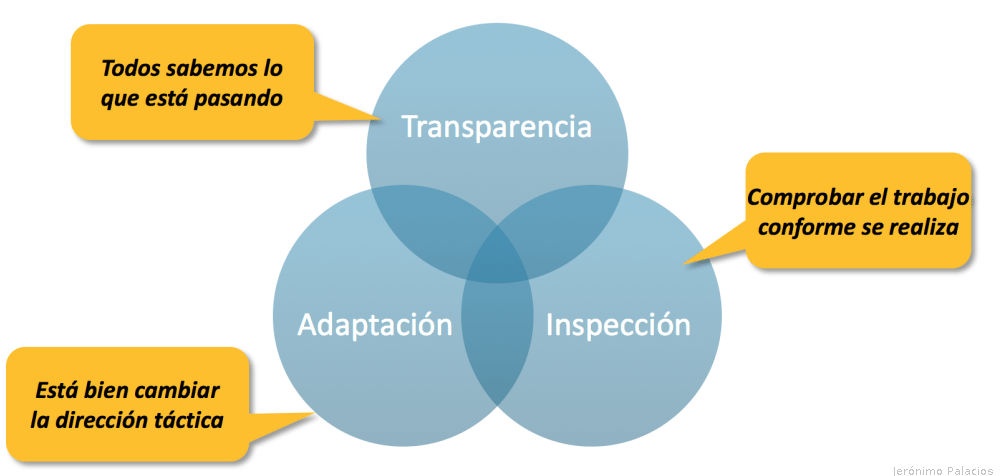 Todos sabemos lo
que está pasando
Transparencia
Comprobar el trabajo
conforme se realiza
Adaptación
Inspección
Está bien cambiar
la dirección táctica
Jerónimo Palacios